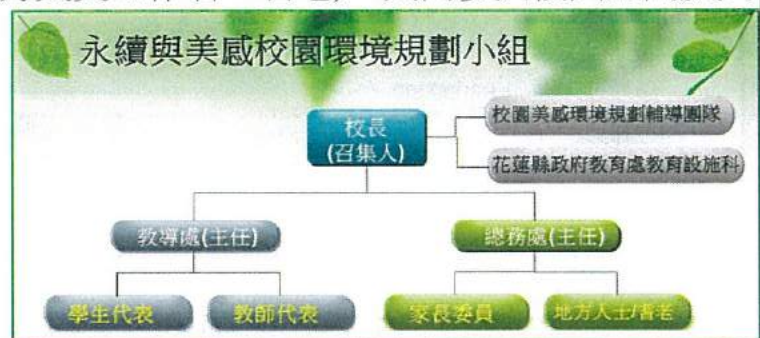 永續與美感校園環境規劃小組
校長
(召集人)
校園美感環境規劃輔導團隊
花蓮縣政府教育處教育設施科
教導處(主任)
總務處(主任)
學生代表
教師代表
家長委員
地方人士/耆老